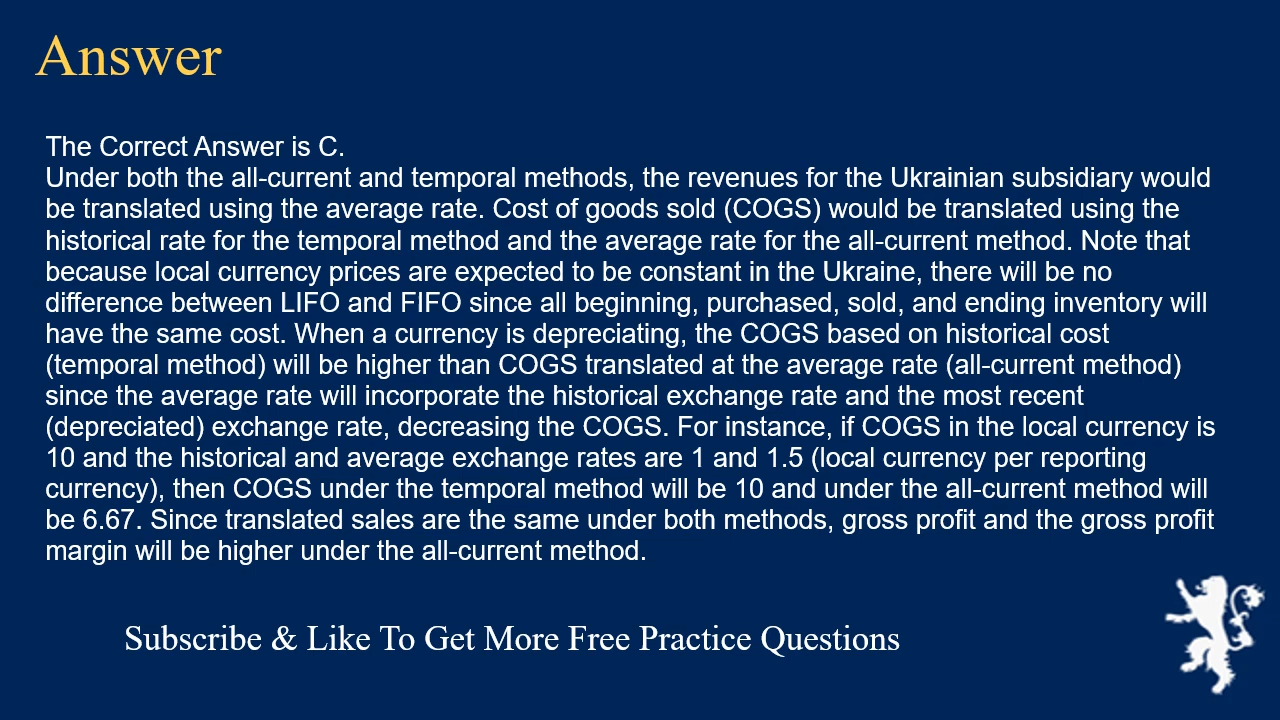 Answer
The Correct Answer is C.
Under both the all-current and temporal methods, the revenues for the Ukrainian subsidiary would
be translated using the average rate. Cost of goods sold (COGS) would be translated using the
historical rate for the temporal method and the average rate for the all-current method. Note that
because local currency prices are expected to be constant in the Ukraine, there will be no
difference between LIFO and FIFO since all beginning, purchased, sold, and ending inventory will
have the same cost. When a currency is depreciating, the COGS based on historical cost
(temporal method) will be higher than COGS translated at the average rate (all-current method)
since the average rate will incorporate the historical exchange rate and the most recent
(depreciated) exchange rate, decreasing the COGS. For instance, if COGS in the local currency is
10 and the historical and average exchange rates are 1 and 1.5 (local currency per reporting
currency), then COGS under the temporal method will be 10 and under the all-current method will
be 6.67. Since translated sales are the same under both methods, gross profit and the gross profit
margin will be higher under the all-current method.
Subscribe & Like To Get More Free Practice Questions